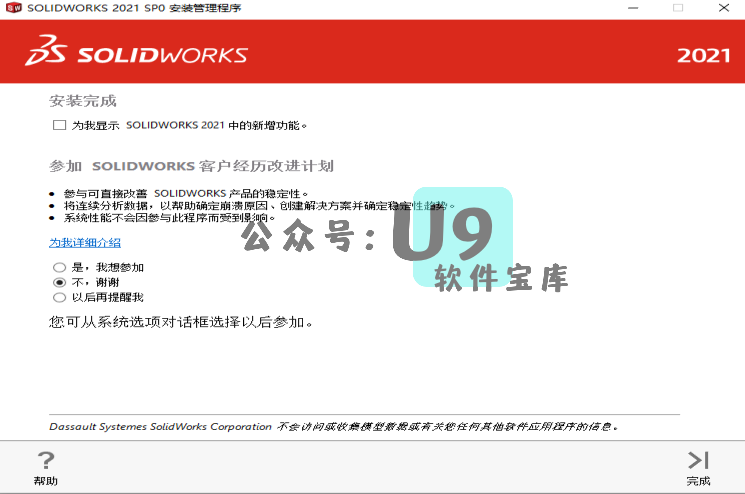 SOLIDWORKS 2021 SP0 安装管理程序
SOLIDWORKS
2021
安装完成
为我显示 SOLIDWORKS 2021 中的新增功能。
参加 SOLIDWORKS 客户经历改进计划
• 参与可直接改善 SOLIDWORKS 产品的稳定性。
• 将连续分析数据，以帮助确定崩溃原因、创建解决方案并确定稳定性趋势。
• 系统性能不会因参与此程序而受到影响。
为我详细介绍
公众号：U9
软件宝库
是，我想参加
不，谢谢
以后再提醒我
您可从系统选项对话框选择以后参加。
Dassault Systemes SolidWorks Corporation 不会访问或收集模型数据或有关您任何其他软件应用程序的信息。
?
帮助
完成